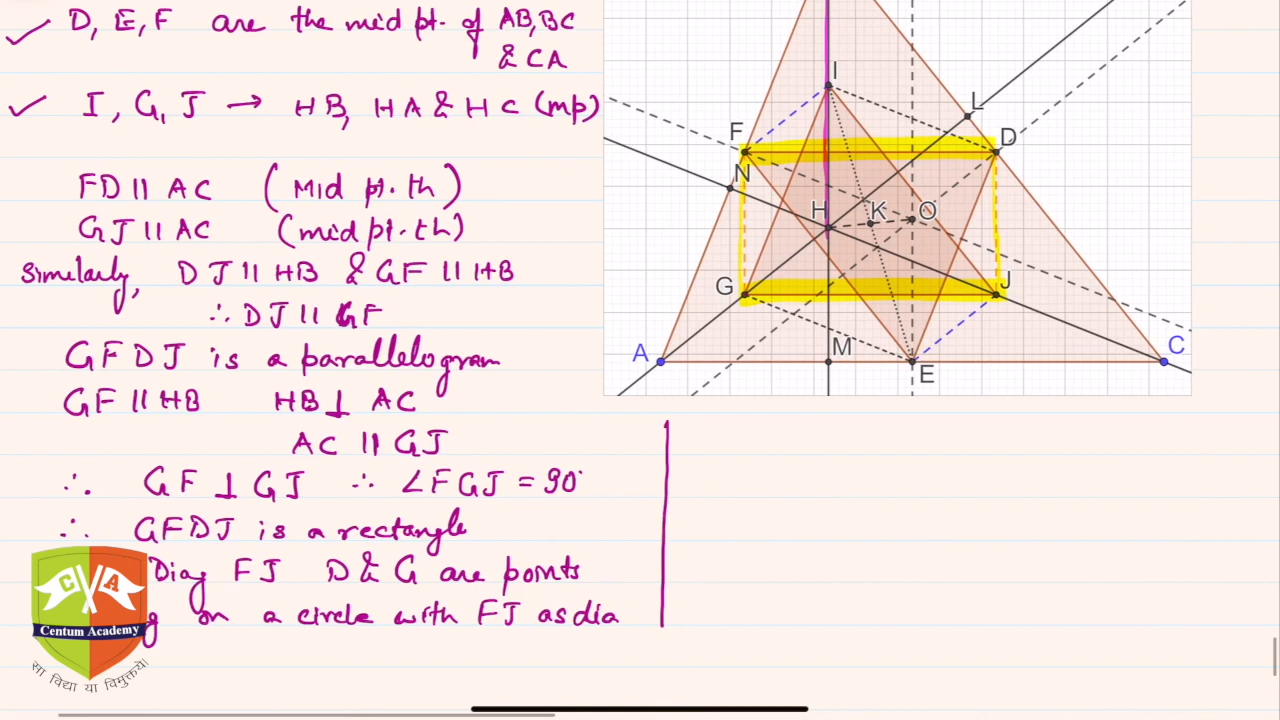 D, E, F are the mid pt. of AB, BC
& CA
I, G, J → HB, HA & HC (mp)
FD || AC (Mid pt. th)
GJ || AC (mid pt. th)
Similarly, DJ || HB & GF || HB
∴ DJ || GF
GFDJ is a parallelogram
GF || HB HB ⊥ AC
AC || GJ
∴ GF ⊥ GJ ∴ ∠FGJ = 90°
∴ GFDJ is a rectangle
Diag FJ D & G are points
on a circle with FJ as dia
I
L
F
D
N
H
K
O
G
J
A
M
E
C
C A
Centum Academy
सा विद्या या विमुक्तये।